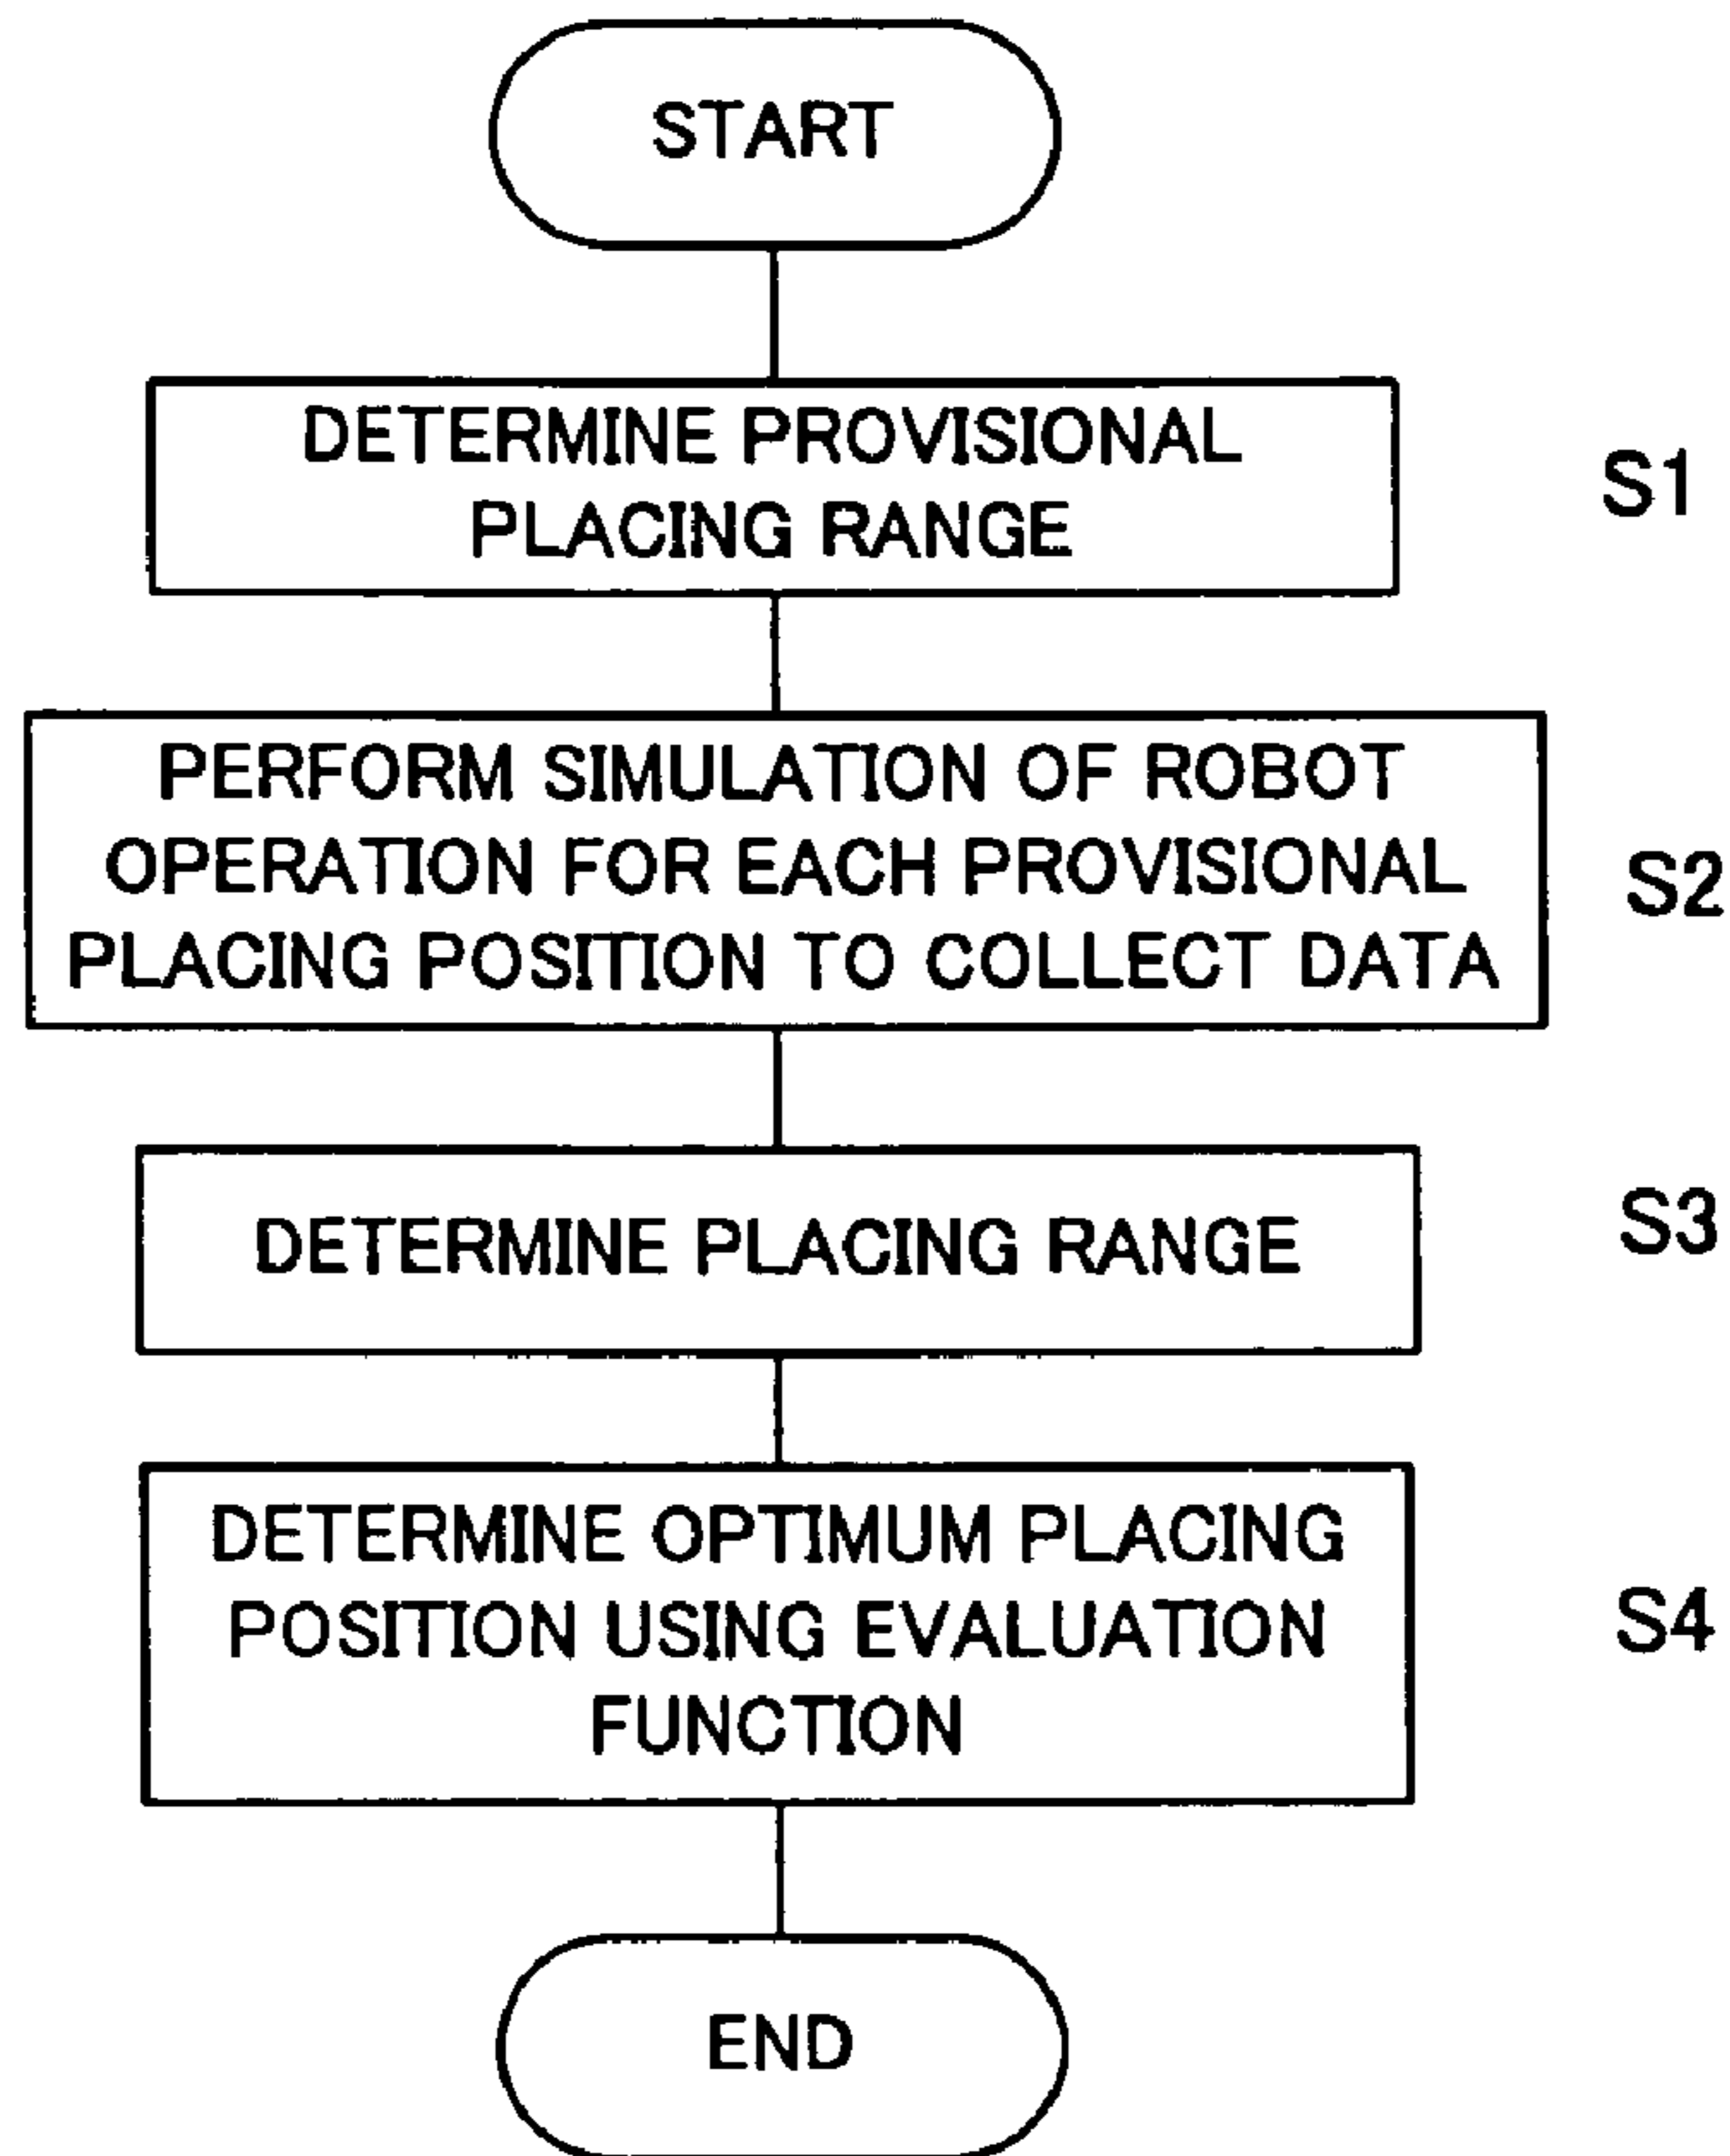 START
DETERMINE PROVISIONAL
PLACING RANGE
S1
PERFORM SIMULATION OF ROBOT
OPERATION FOR EACH PROVISIONAL
PLACING POSITION TO COLLECT DATA
S2
DETERMINE PLACING RANGE
S3
DETERMINE OPTIMUM PLACING
POSITION USING EVALUATION
FUNCTION
S4
END